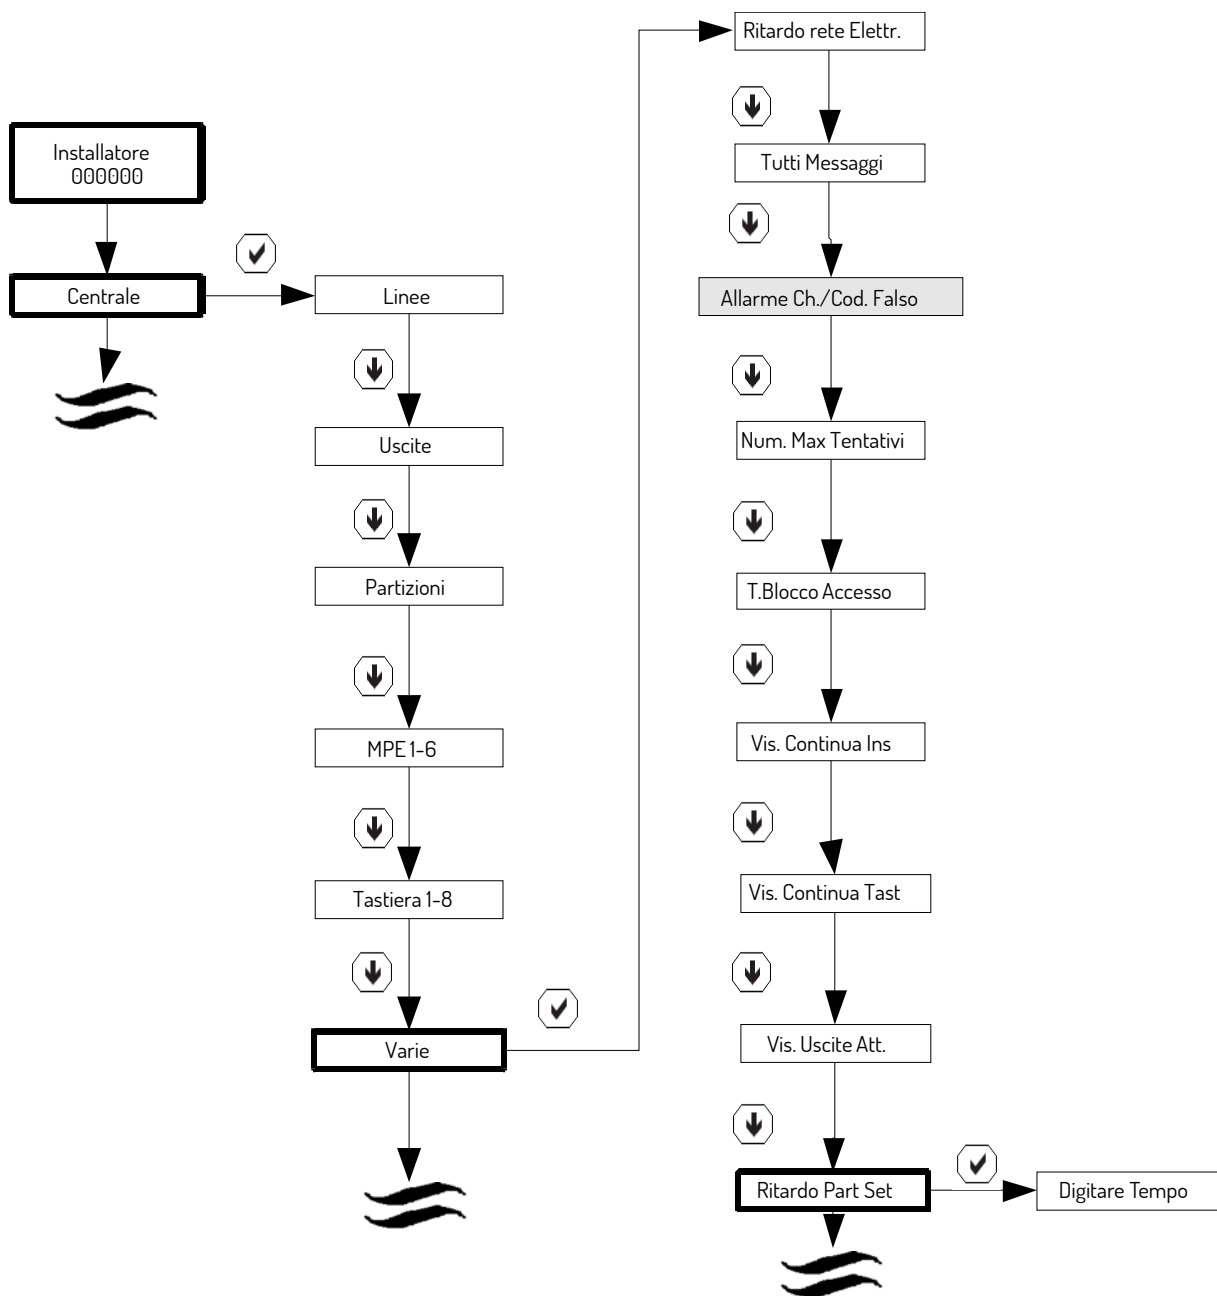 Installatore
000000
Centrale
Linee
Uscite
Partizioni
MPE 1-6
Tastiera 1-8
Varie
Ritardo rete Elettr.
Tutti Messaggi
Allarme Ch./Cod. Falso
Num. Max Tentativi
T.Blocco Accesso
Vis. Continua Ins
Vis. Continua Tast
Vis. Uscite Att.
Ritardo Part Set
Digitare Tempo